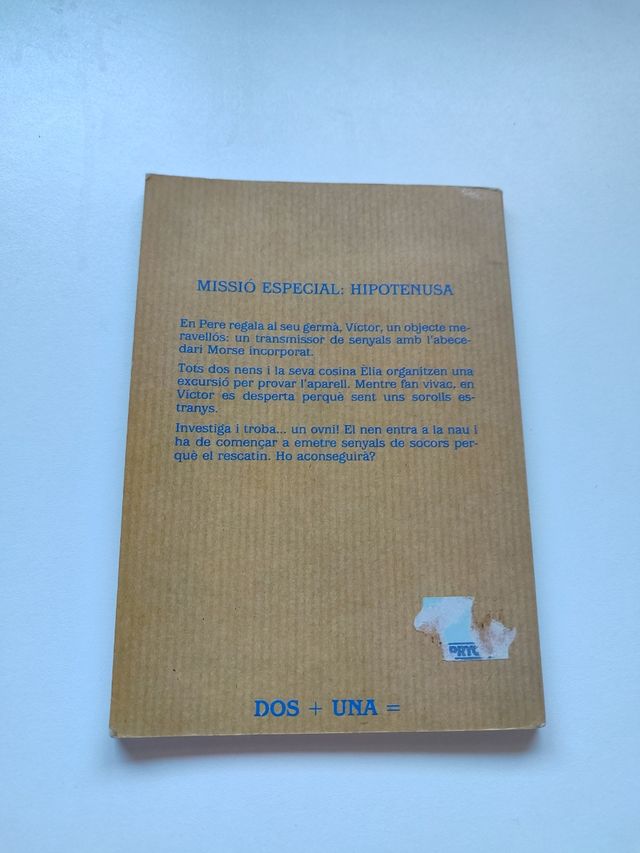 MISSIÓ ESPECIAL: HIPOTENUSA
En Pere regala al seu germà, Víctor, un objecte me-
ravellós: un transmissor de senyals amb l'abece-
dari Morse incorporat.
Tots dos nens i la seva cosina Èlia organitzen una
excursió per provar l'aparell. Mentre fan vivac, en
Víctor es desperta perquè sent uns sorolls es-
tranys.
Investiga i troba... un ovni! El nen entra a la nau i
ha de començar a emetre senyals de socors per-
què el rescatin. Ho aconseguirà?
DOS + UNA =